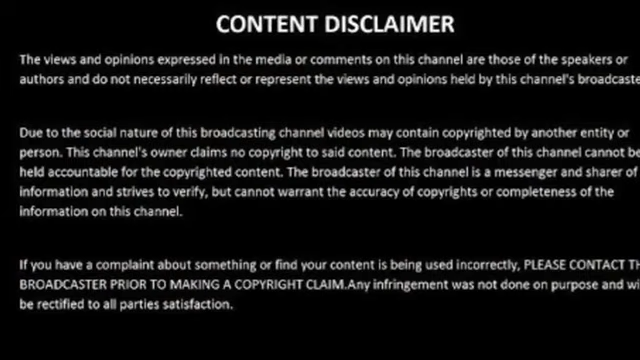 CONTENT DISCLAIMER
The views and opinions expressed in the media or comments on this channel are those of the speakers or
authors and do not necessarily reflect or represent the views and opinions held by this channel's broadcaste
Due to the social nature of this broadcasting channel videos may contain copyrighted by another entity or
person. This channel's owner claims no copyright to said content. The broadcaster of this channel cannot be
held accountable for the copyrighted content. The broadcaster of this channel is a messenger and sharer of
information and strives to verify, but cannot warrant the accuracy of copyrights or completeness of the
information on this channel.
If you have a complaint about something or find your content is being used incorrectly, PLEASE CONTACT TH
BROADCASTER PRIOR TO MAKING A COPYRIGHT CLAIM.Any infringement was not done on purpose and wi
be rectified to all parties satisfaction.